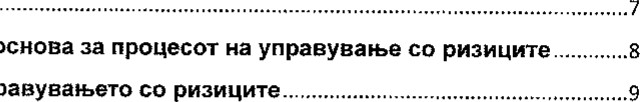 ............7
основа за процесот на управување со ризиците............8
равувањето со ризиците............9